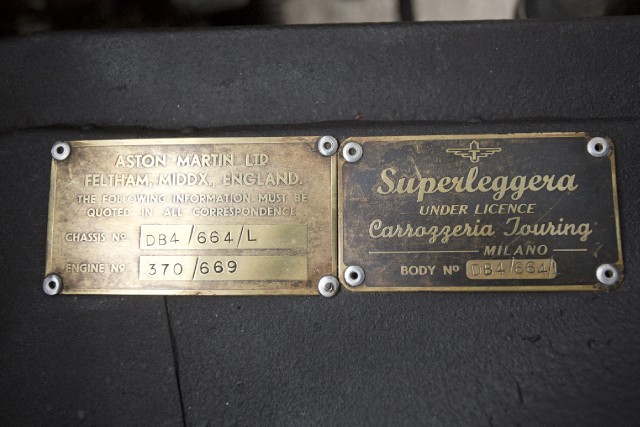 ASTON MARTIN LTD
FELTHAM, MIDDX., ENGLAND.
THE FOLLOWING INFORMATION MUST BE
QUOTED IN ALL CORRESPONDENCE
CHASSIS No DB4/664/L
ENGINE No 370/669
Superleggera
UNDER LICENCE
Carrozzeria Touring
MILANO
BODY No DB4/664/L